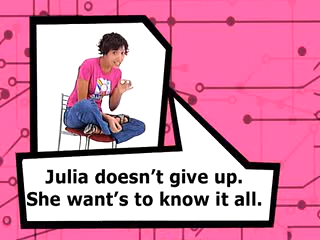 Julia doesn’t give up.
She want’s to know it all.